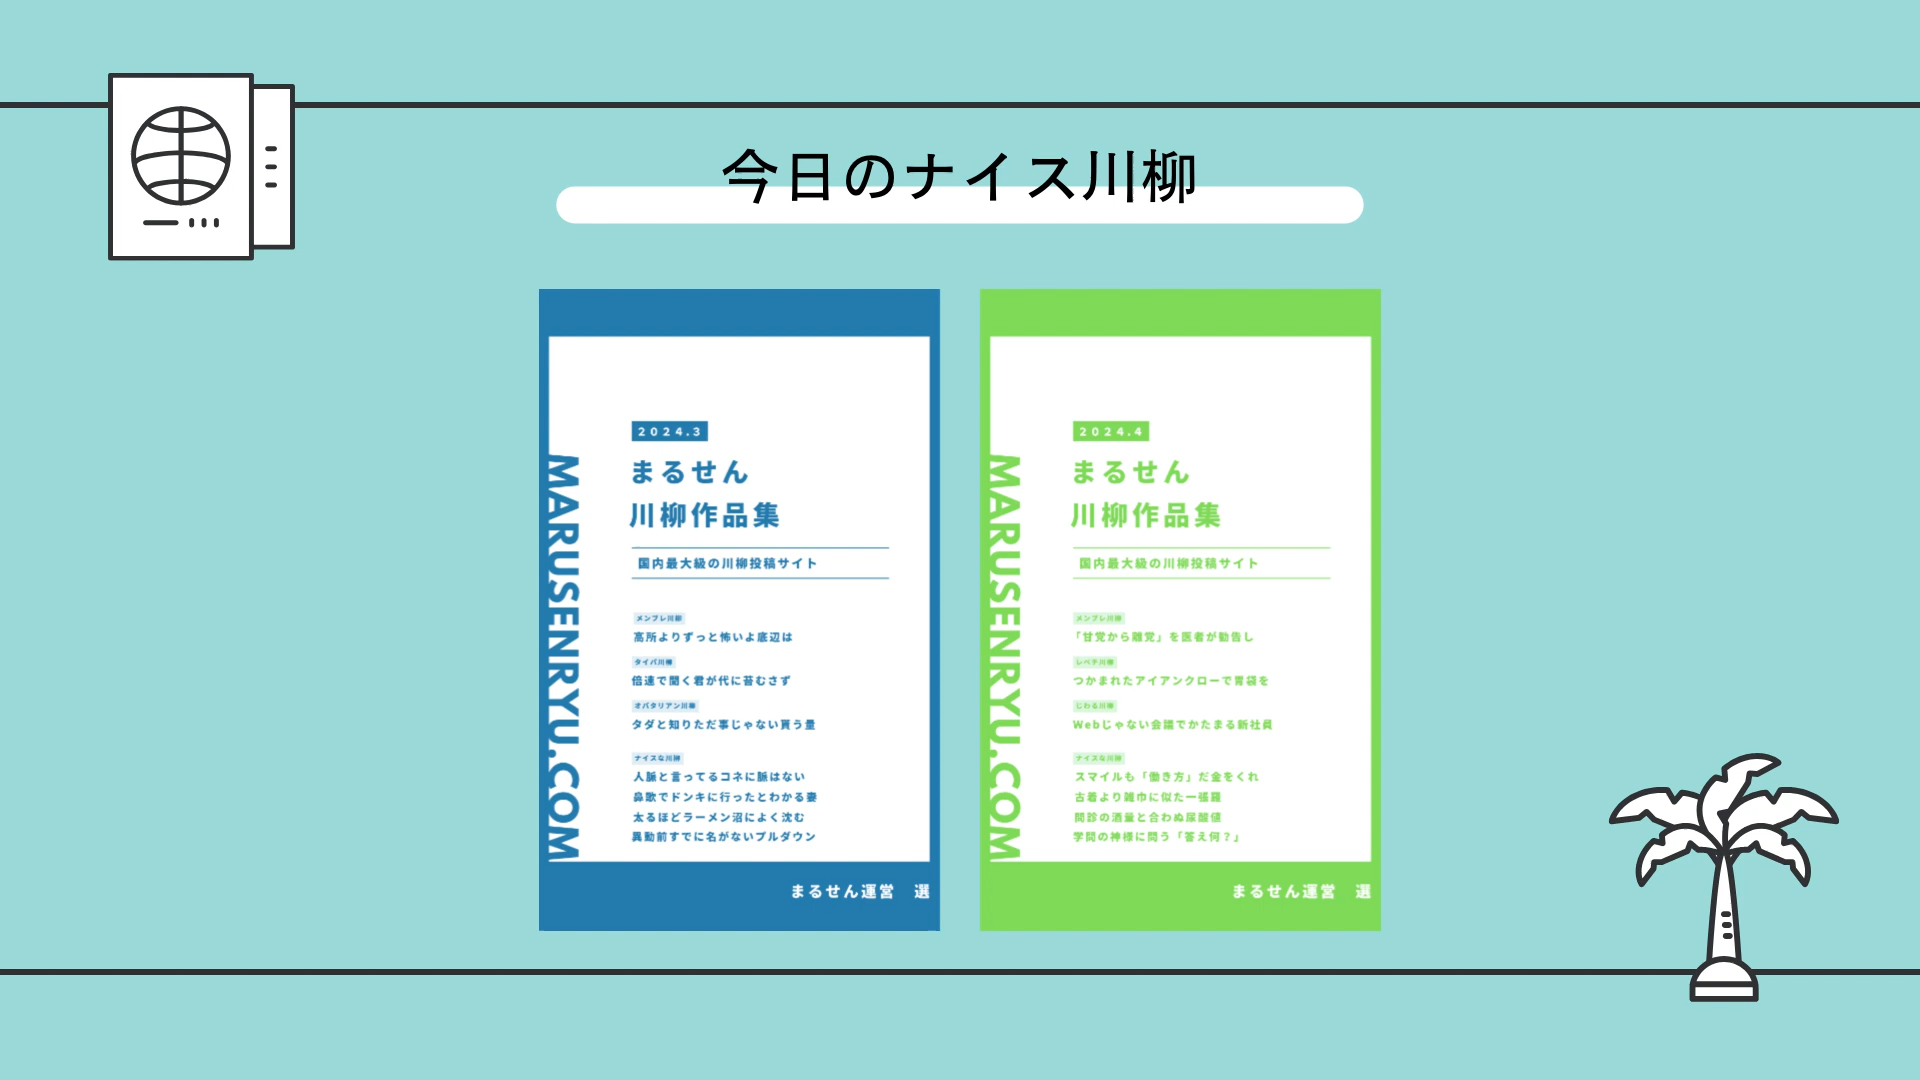 今日のナイス川柳
2024.3
まるせん
川柳作品集
国内最大級の川柳投稿サイト
メンブレ川柳
高所よりずっと怖いよ底辺は
タイパ川柳
倍速で聞く君が代に苔むさず
オバタリアン川柳
タダと知りただ事じゃない貰う量
ナイスな川柳
人脈と言ってるコネに脈はない
鼻歌でドンキに行ったとわかる妻
太るほどラーメン沼によく沈む
異動前すでに名がないプルダウン
MARUSENRYU.COM
まるせん運営　選
2024.4
まるせん
川柳作品集
国内最大級の川柳投稿サイト
メンブレ川柳
「甘党から離党」を医者が勧告し
レベチ川柳
つかまれたアイアンクローで胃袋を
じわる川柳
Webじゃない会議でかたまる新社員
ナイスな川柳
スマイルも「働き方」だ金をくれ
古着より雑巾に似た一張羅
問診の酒量と合わぬ尿酸値
学問の神様に問う「答え何？」
MARUSENRYU.COM
まるせん運営　選